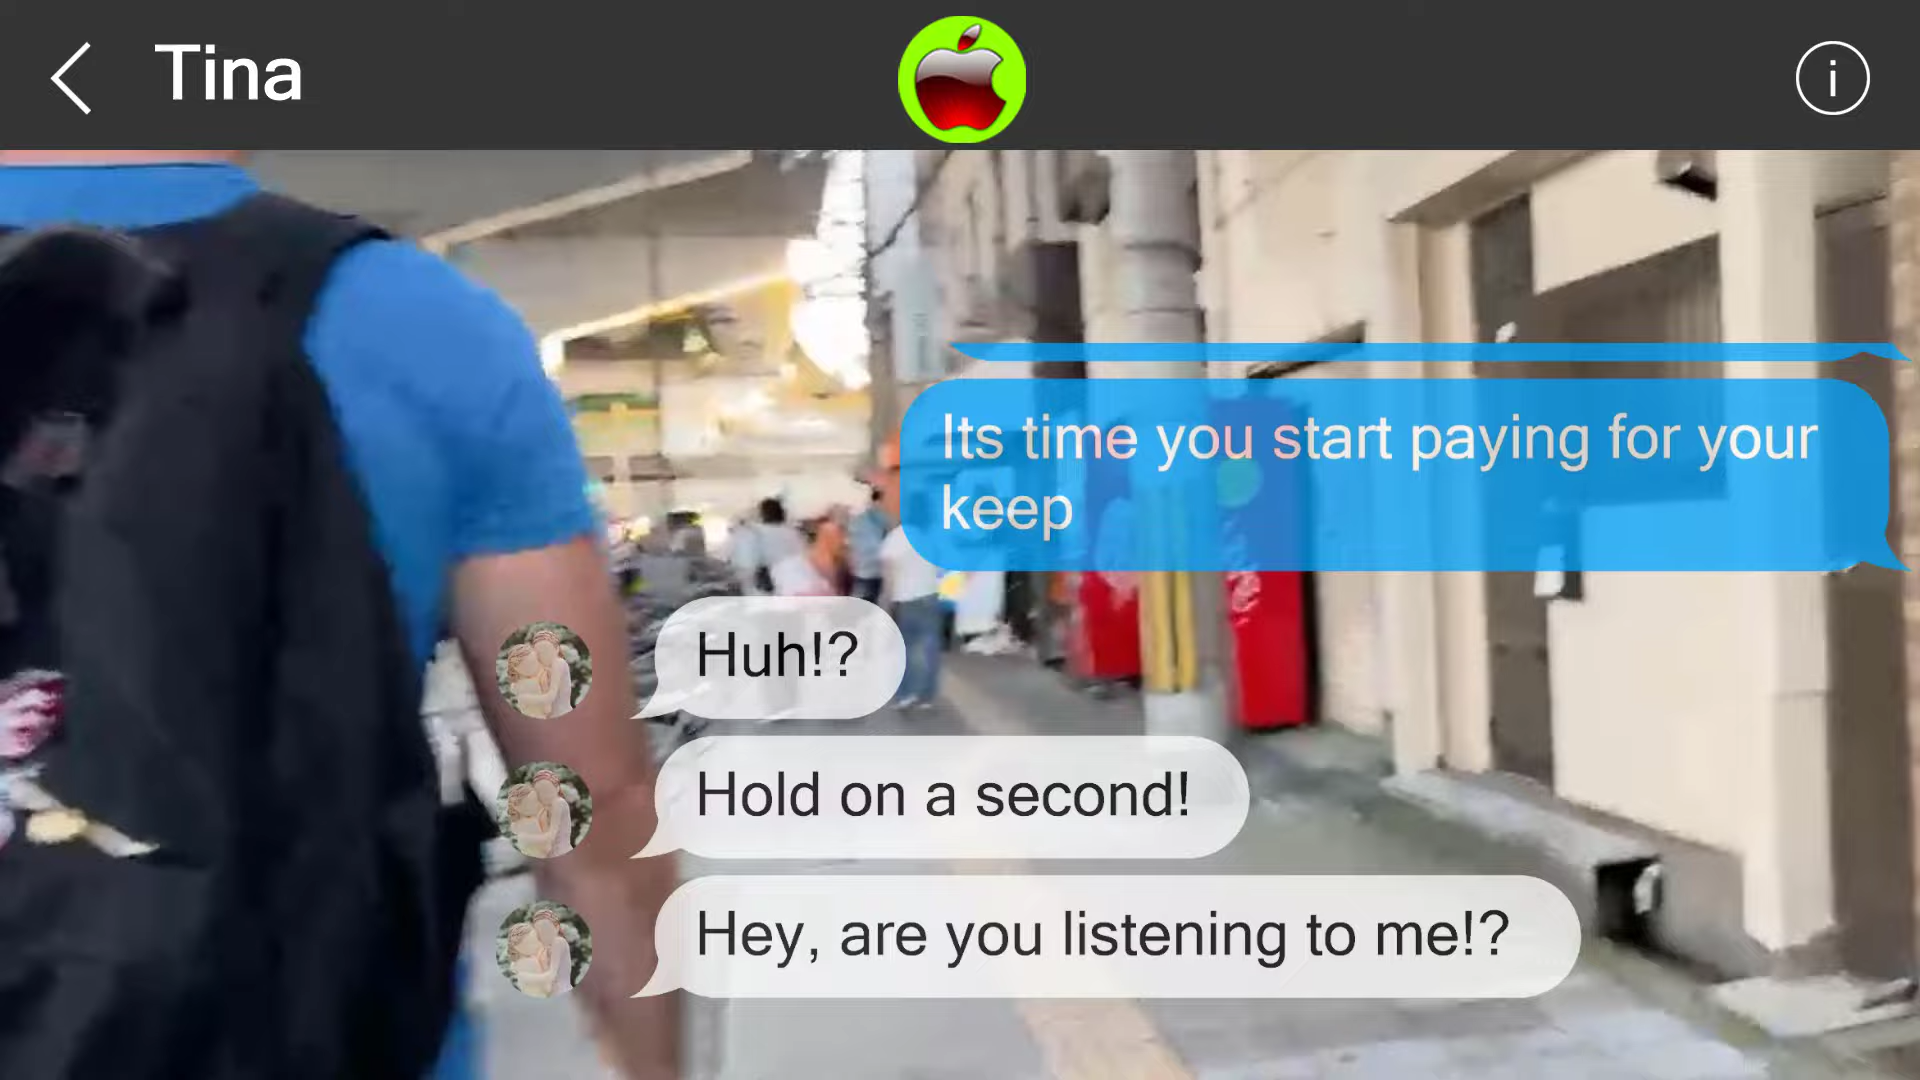 Tina
Its time you start paying for your
keep
Huh!?
Hold on a second!
Hey, are you listening to me!?